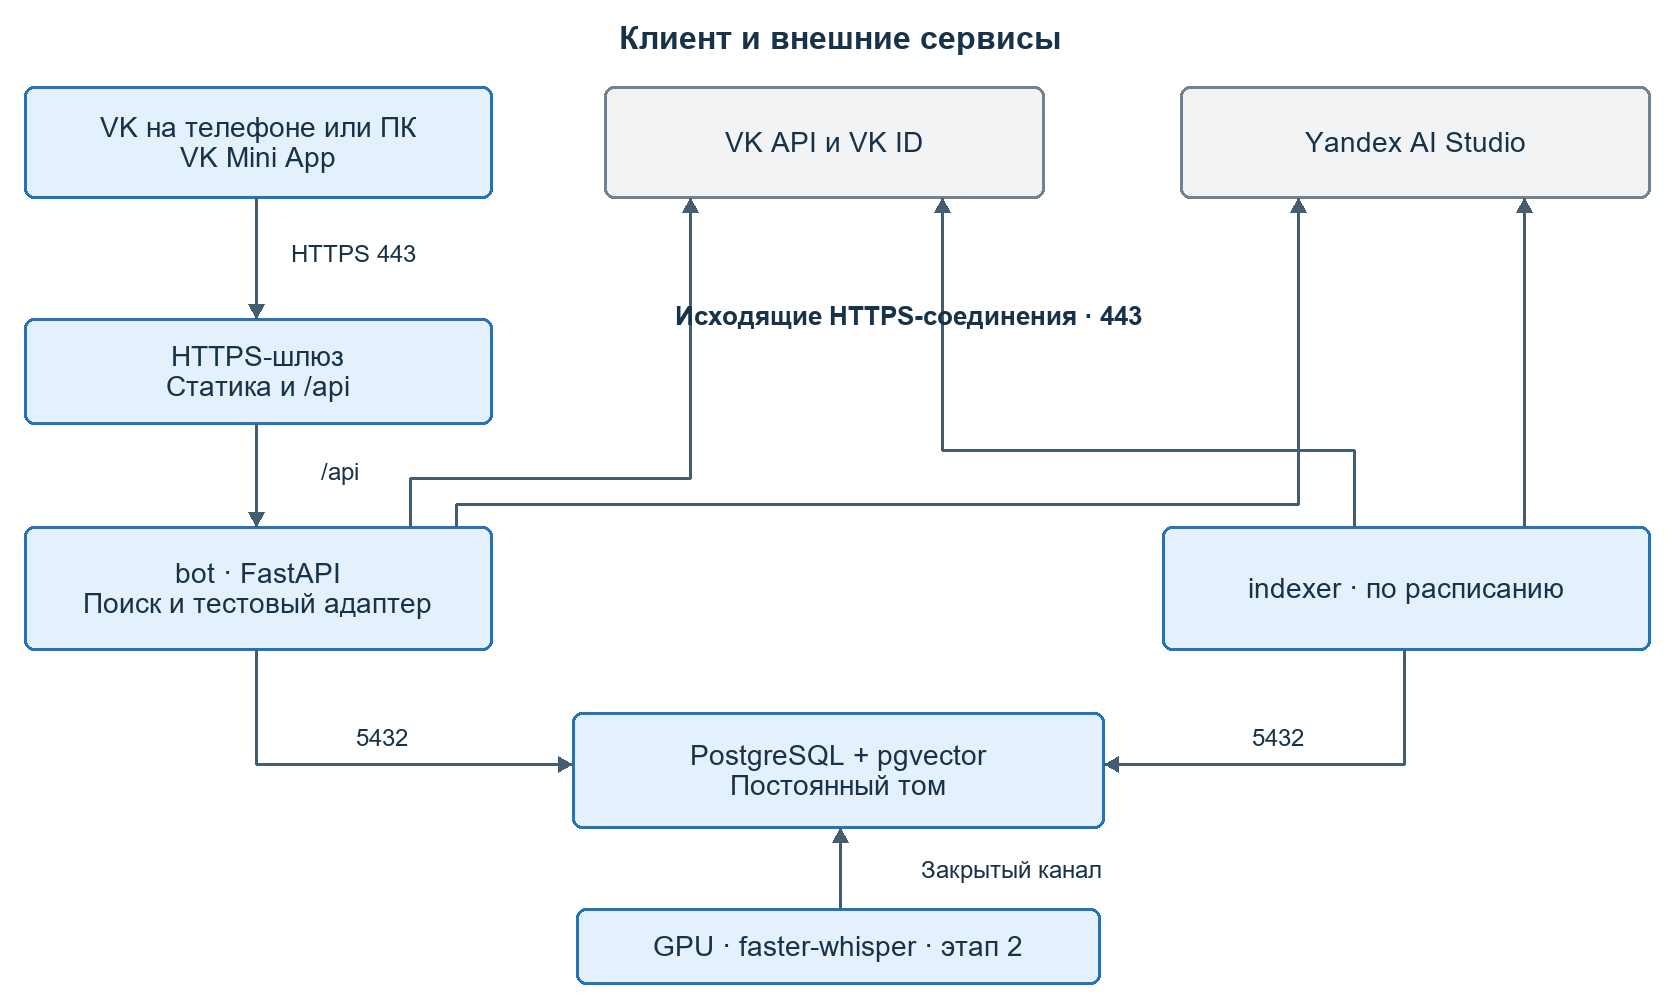 Клиент и внешние сервисы
VK на телефоне или ПК
VK Mini App
VK API и VK ID
Yandex AI Studio
HTTPS 443
Исходящие HTTPS-соединения · 443
HTTPS-шлюз
Статика и /api
/api
bot · FastAPI
Поиск и тестовый адаптер
indexer · по расписанию
5432
5432
PostgreSQL + pgvector
Постоянный том
Закрытый канал
GPU · faster-whisper · этап 2